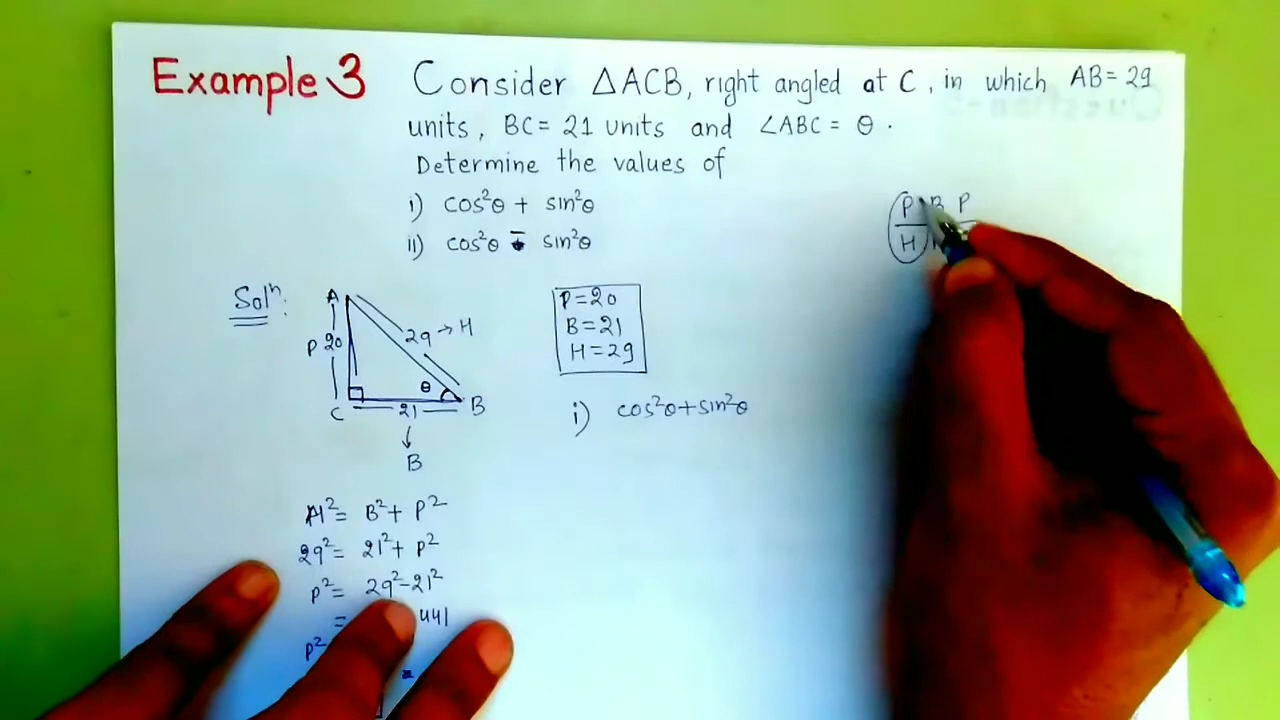 Example 3
Consider △ACB, right angled at C, in which AB = 29
units, BC = 21 units and ∠ABC = θ.
Determine the values of
i) cos²θ + sin²θ
ii) cos²θ - sin²θ
P B P
H
Solⁿ:
A
P 20
29 → H
θ
C
21
B
↓
B
P = 20
B = 21
H = 29
i) cos²θ + sin²θ
H² = B² + P²
29² = 21² + P²
P² = 29² - 21²
= 441
P²